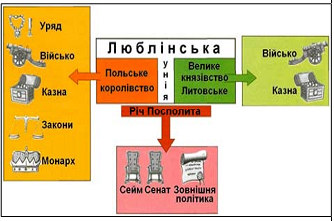 Уряд
Військо
Казна
Закони
Монарх
Люблінська
унія
Польське
королівство
Велике
князівство
Литовське
Річ Посполита
Військо
Казна
Сейм Сенат Зовнішня
політика